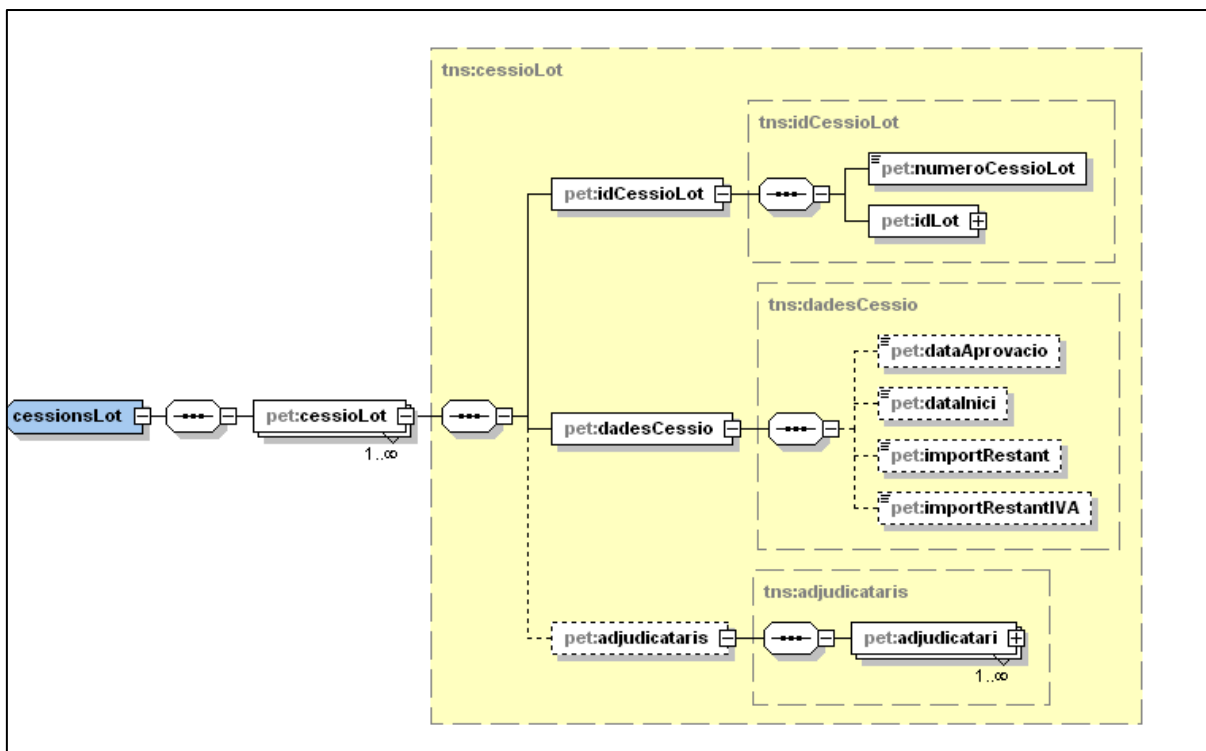 tns:cessioLot
tns:idCessioLot
pet:numeroCessioLot
pet:idCessioLot
pet:idLot
tns:dadesCessio
pet:dataAprovacio
pet:dataInici
cessionsLot
pet:cessioLot
pet:dadesCessio
1..∞
pet:importRestant
pet:importRestantIVA
tns:adjudicataris
pet:adjudicataris
pet:adjudicatari
1..∞